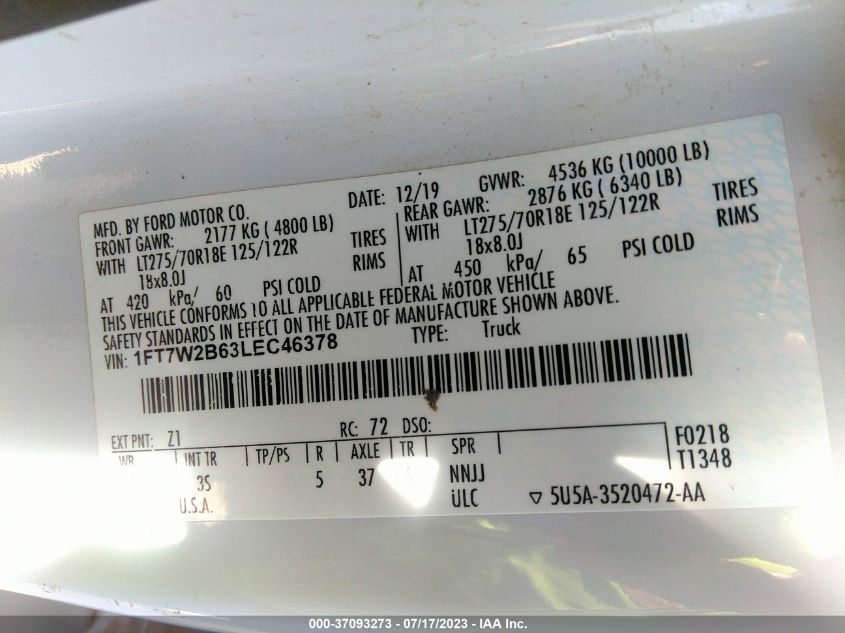 MFD. BY FORD MOTOR CO.
DATE: 12/19 GVWR: 4536 KG (10000 LB)
FRONT GAWR: 2177 KG ( 4800 LB)
WITH LT275/70R18E 125/122R TIRES
18x8.0J RIMS
AT 420 kPa/ 60 PSI COLD
REAR GAWR: 2876 KG ( 6340 LB)
WITH LT275/70R18E 125/122R TIRES
18x8.0J RIMS
AT 450 kPa/ 65 PSI COLD
THIS VEHICLE CONFORMS TO ALL APPLICABLE FEDERAL MOTOR VEHICLE
SAFETY STANDARDS IN EFFECT ON THE DATE OF MANUFACTURE SHOWN ABOVE.
VIN: 1FT7W2B63LEC46378 TYPE: Truck
EXT PNT: Z1 RC: 72 DSO:
WB INT TR TP/PS R AXLE TR SPR F0218
3S 5 37 NNJJ T1348
U.S.A. ULC ▽ 5U5A-3520472-AA
000-37093273 - 07/17/2023 - IAA Inc.